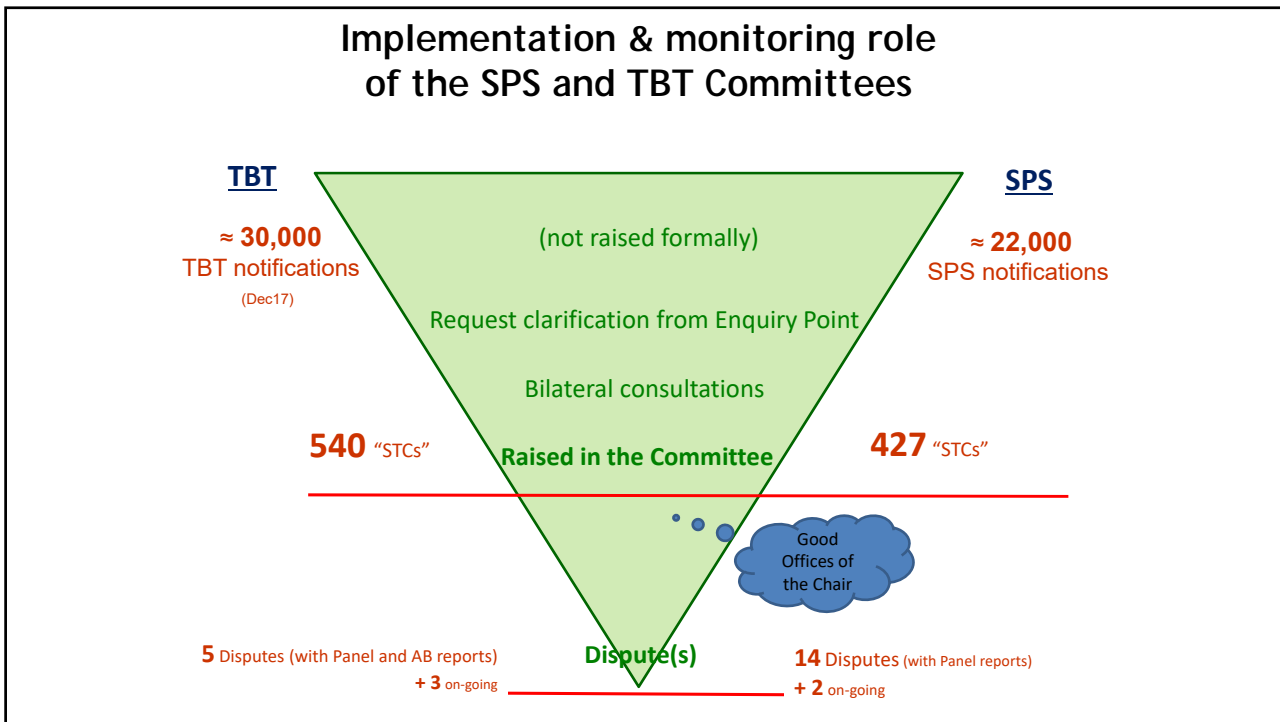 Implementation & monitoring role
of the SPS and TBT Committees
TBT
SPS
≈ 30,000
TBT notifications
(Dec17)
(not raised formally)
≈ 22,000
SPS notifications
Request clarification from Enquiry Point
Bilateral consultations
540 “STCs”
Raised in the Committee
427 “STCs”
Good
Offices of
the Chair
5 Disputes (with Panel and AB reports)
+ 3 on-going
Dispute(s)
14 Disputes (with Panel reports)
+ 2 on-going